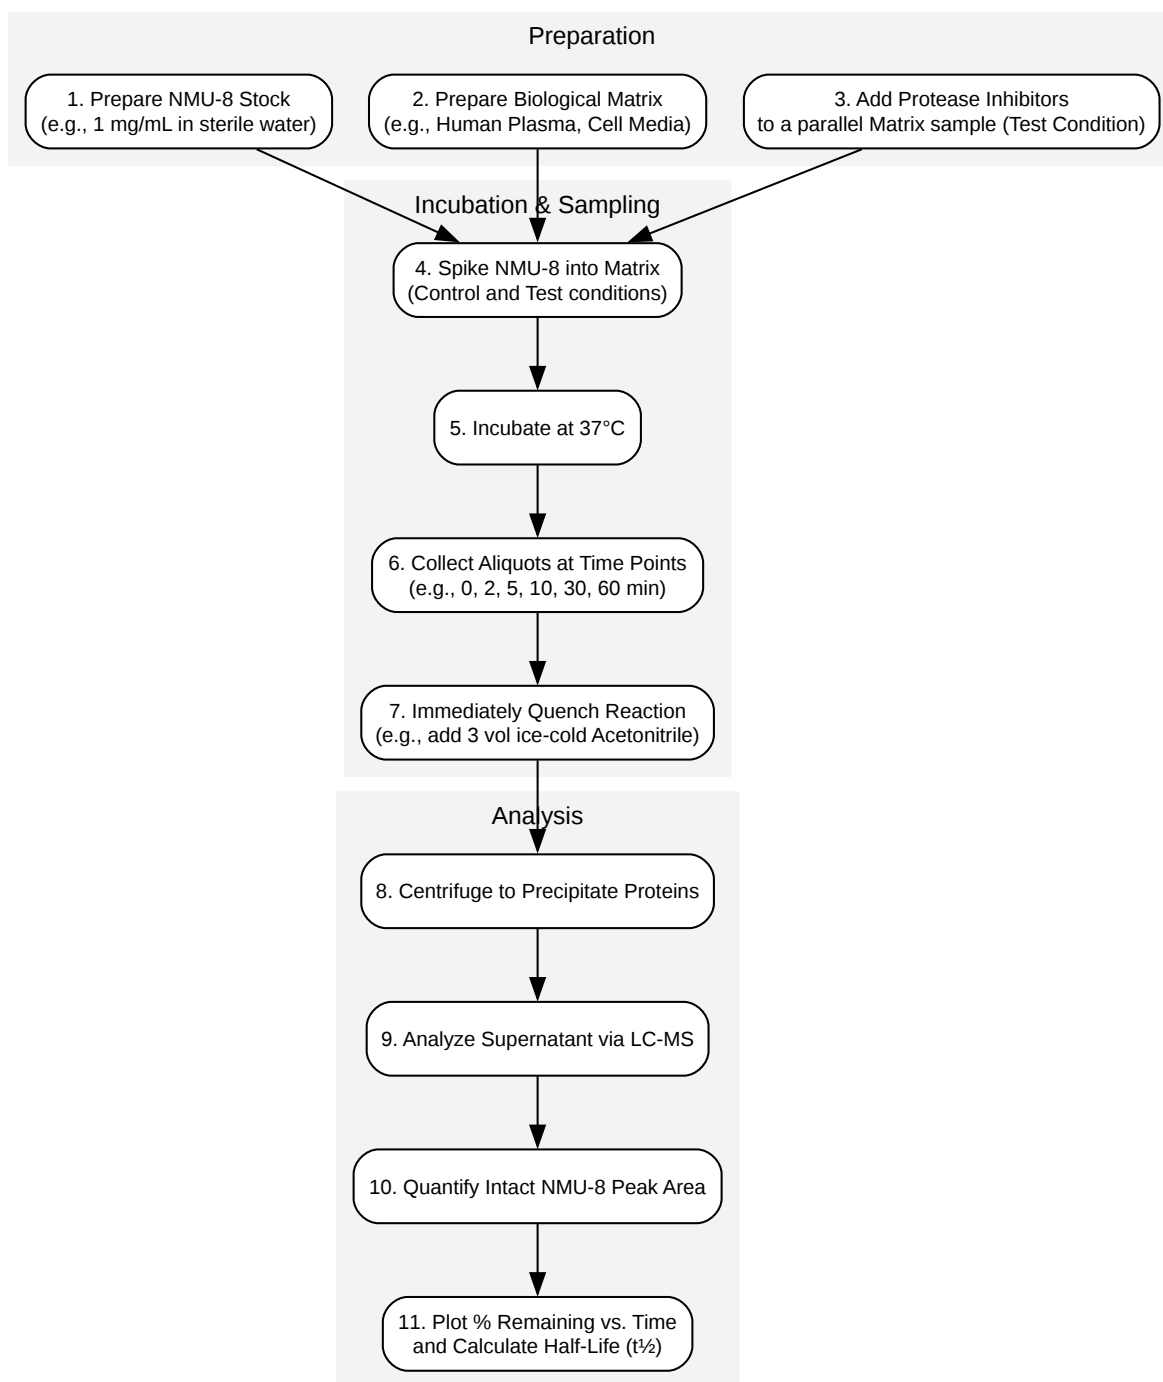 Preparation
1. Prepare NMU-8 Stock
(e.g., 1 mg/mL in sterile water)
2. Prepare Biological Matrix
(e.g., Human Plasma, Cell Media)
3. Add Protease Inhibitors
to a parallel Matrix sample (Test Condition)
Incubation & Sampling
4. Spike NMU-8 into Matrix
(Control and Test conditions)
5. Incubate at 37°C
6. Collect Aliquots at Time Points
(e.g., 0, 2, 5, 10, 30, 60 min)
7. Immediately Quench Reaction
(e.g., add 3 vol ice-cold Acetonitrile)
Analysis
8. Centrifuge to Precipitate Proteins
9. Analyze Supernatant via LC-MS
10. Quantify Intact NMU-8 Peak Area
11. Plot % Remaining vs. Time
and Calculate Half-Life (t½)